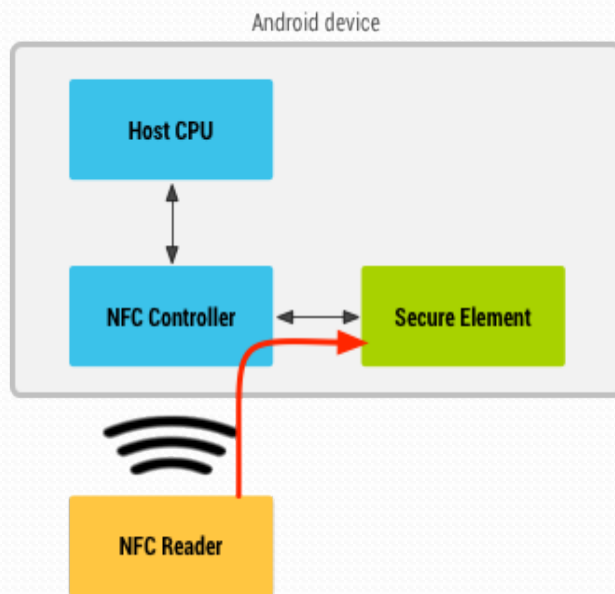 Android device
Host CPU
NFC Controller
Secure Element
NFC Reader